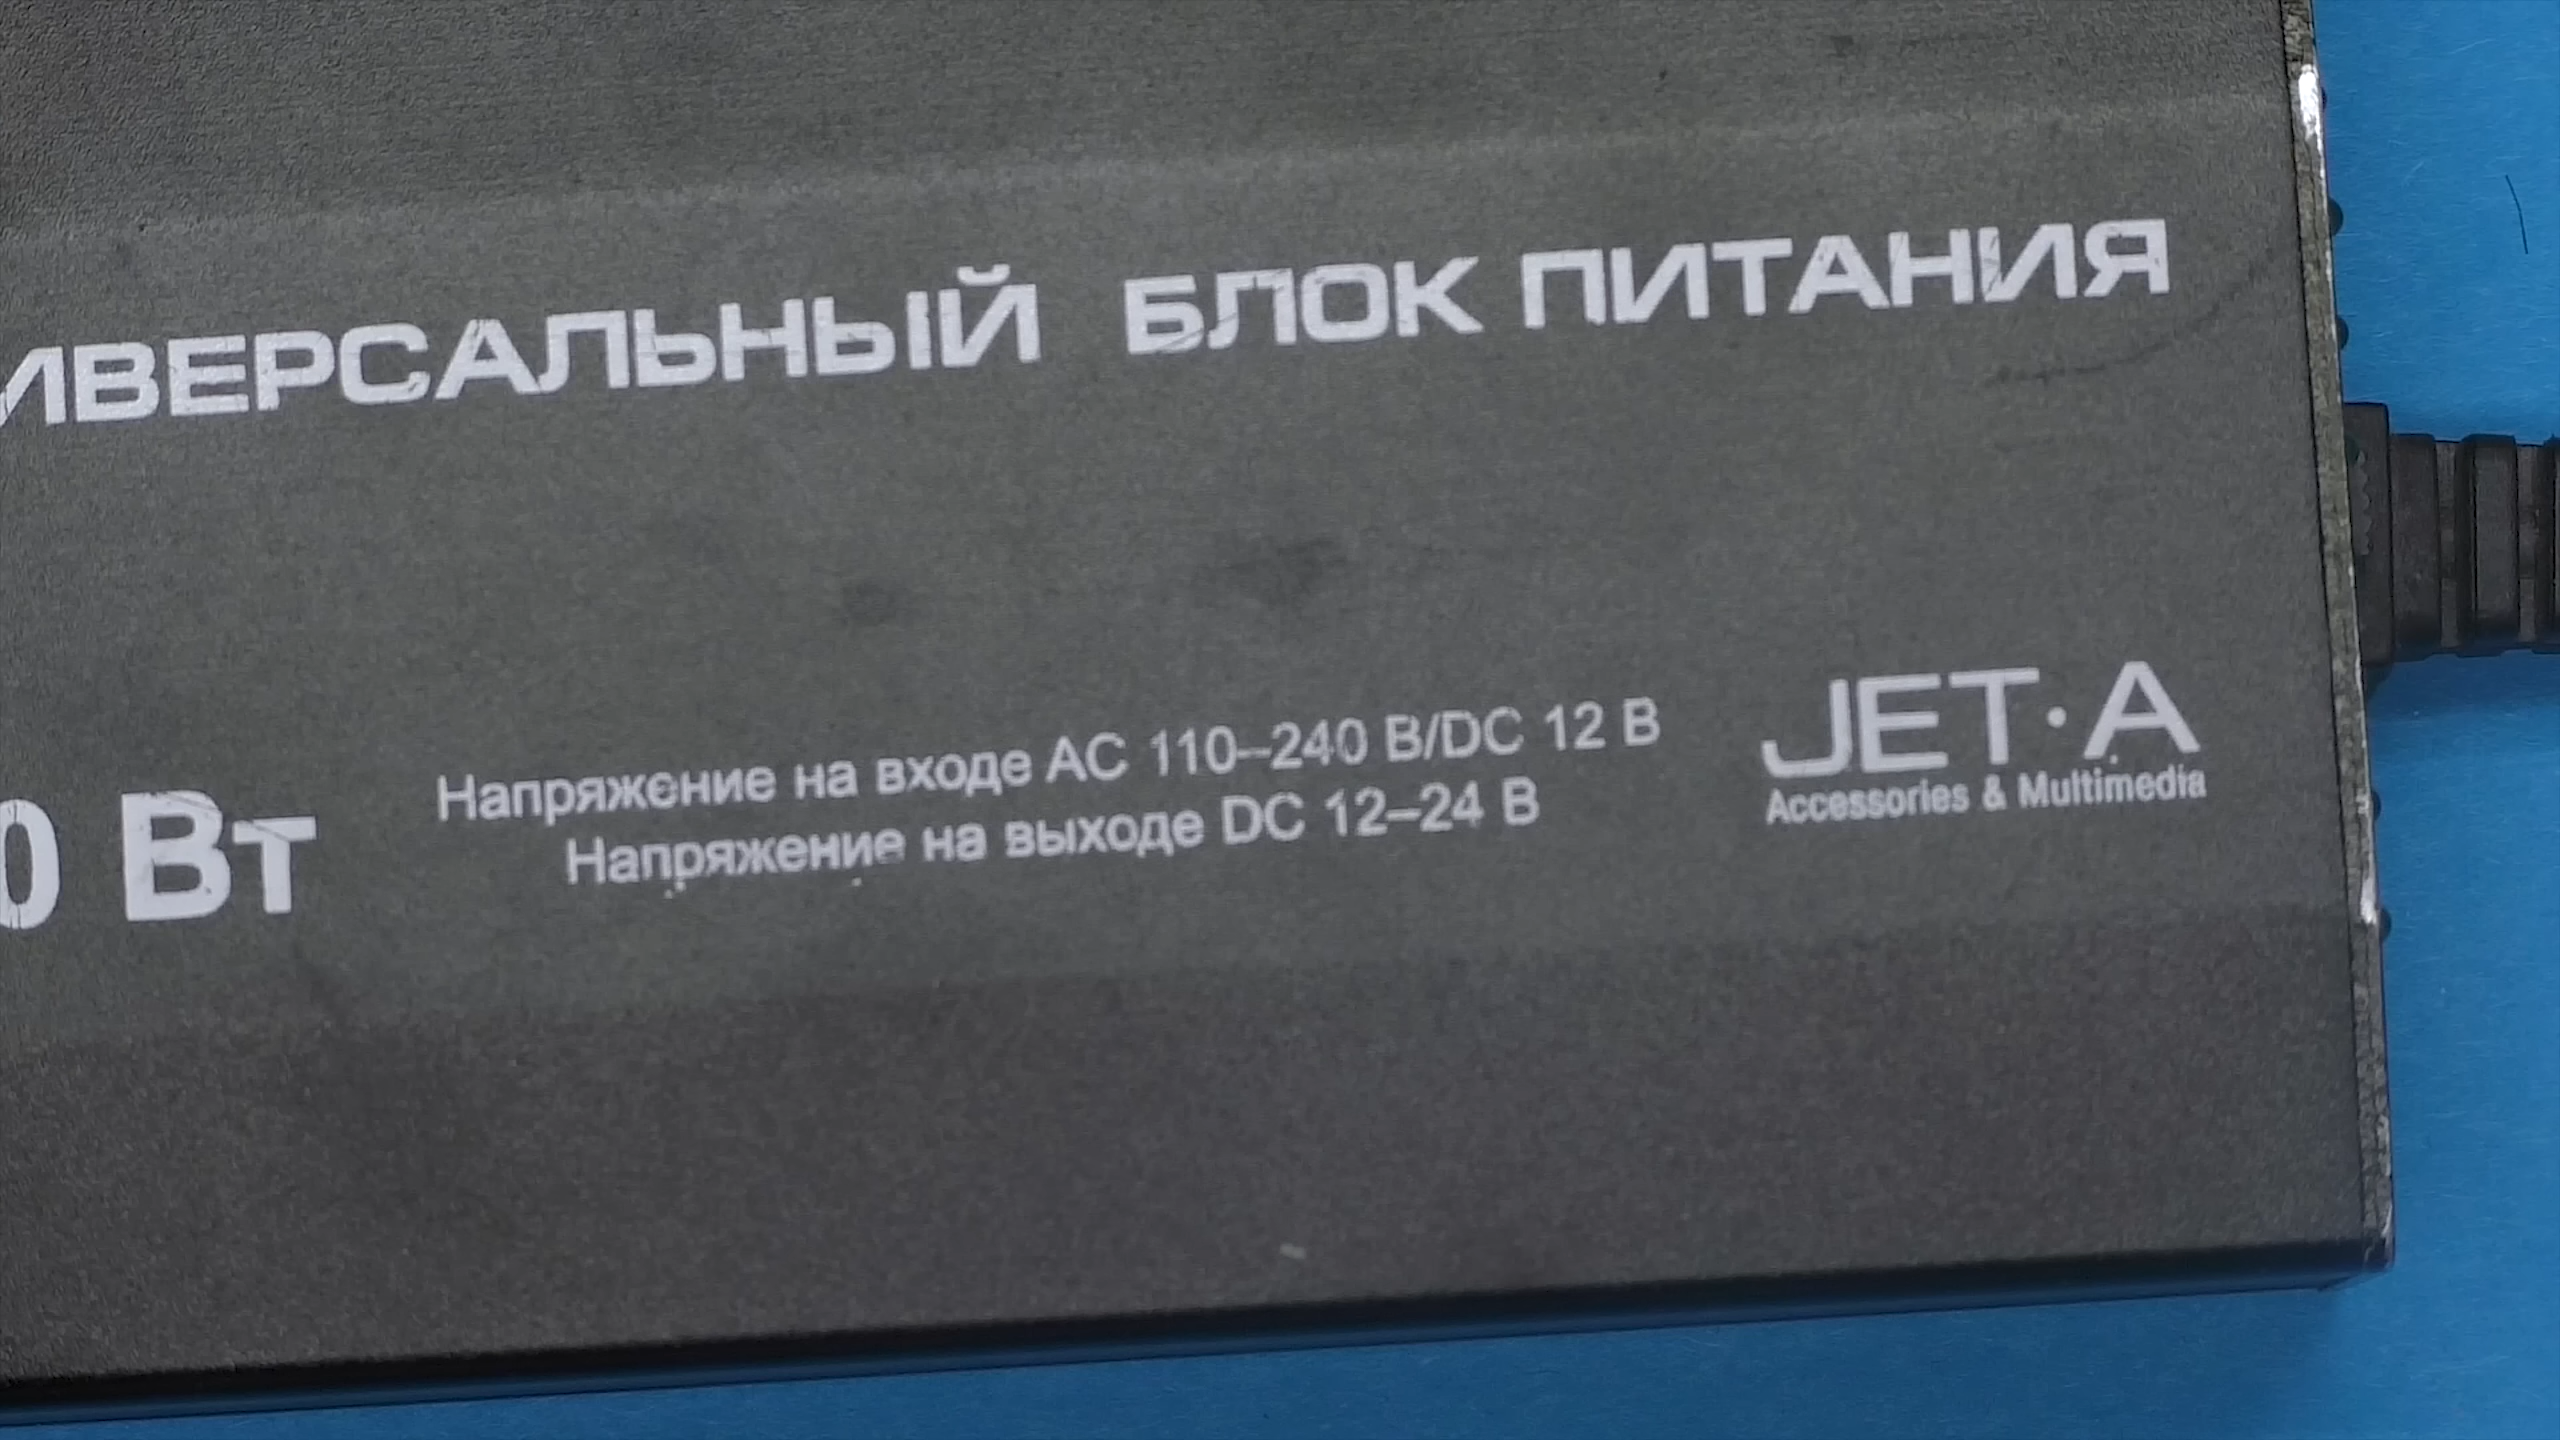 ИВЕРСАЛЬНЫЙ БЛОК ПИТАНИЯ
0 Вт
Напряжение на входе AC 110–240 В/DC 12 В
Напряжение на выходе DC 12–24 В
JET·A
Accessories & Multimedia